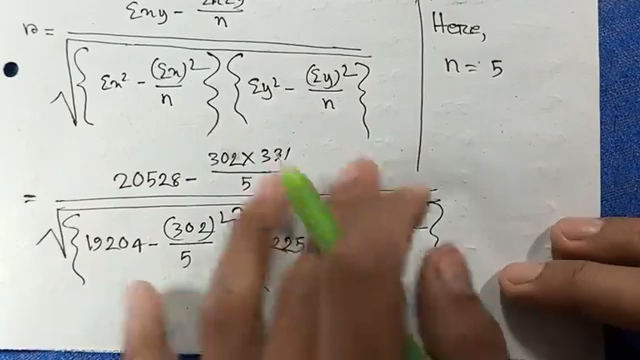 r = Σxy - ΣxΣy/n
√{Σx² - (Σx)²/n}{Σy² - (Σy)²/n}
Here,
n = 5
= 20528 - 302×331/5
√{19204 - (302)²/5} 225